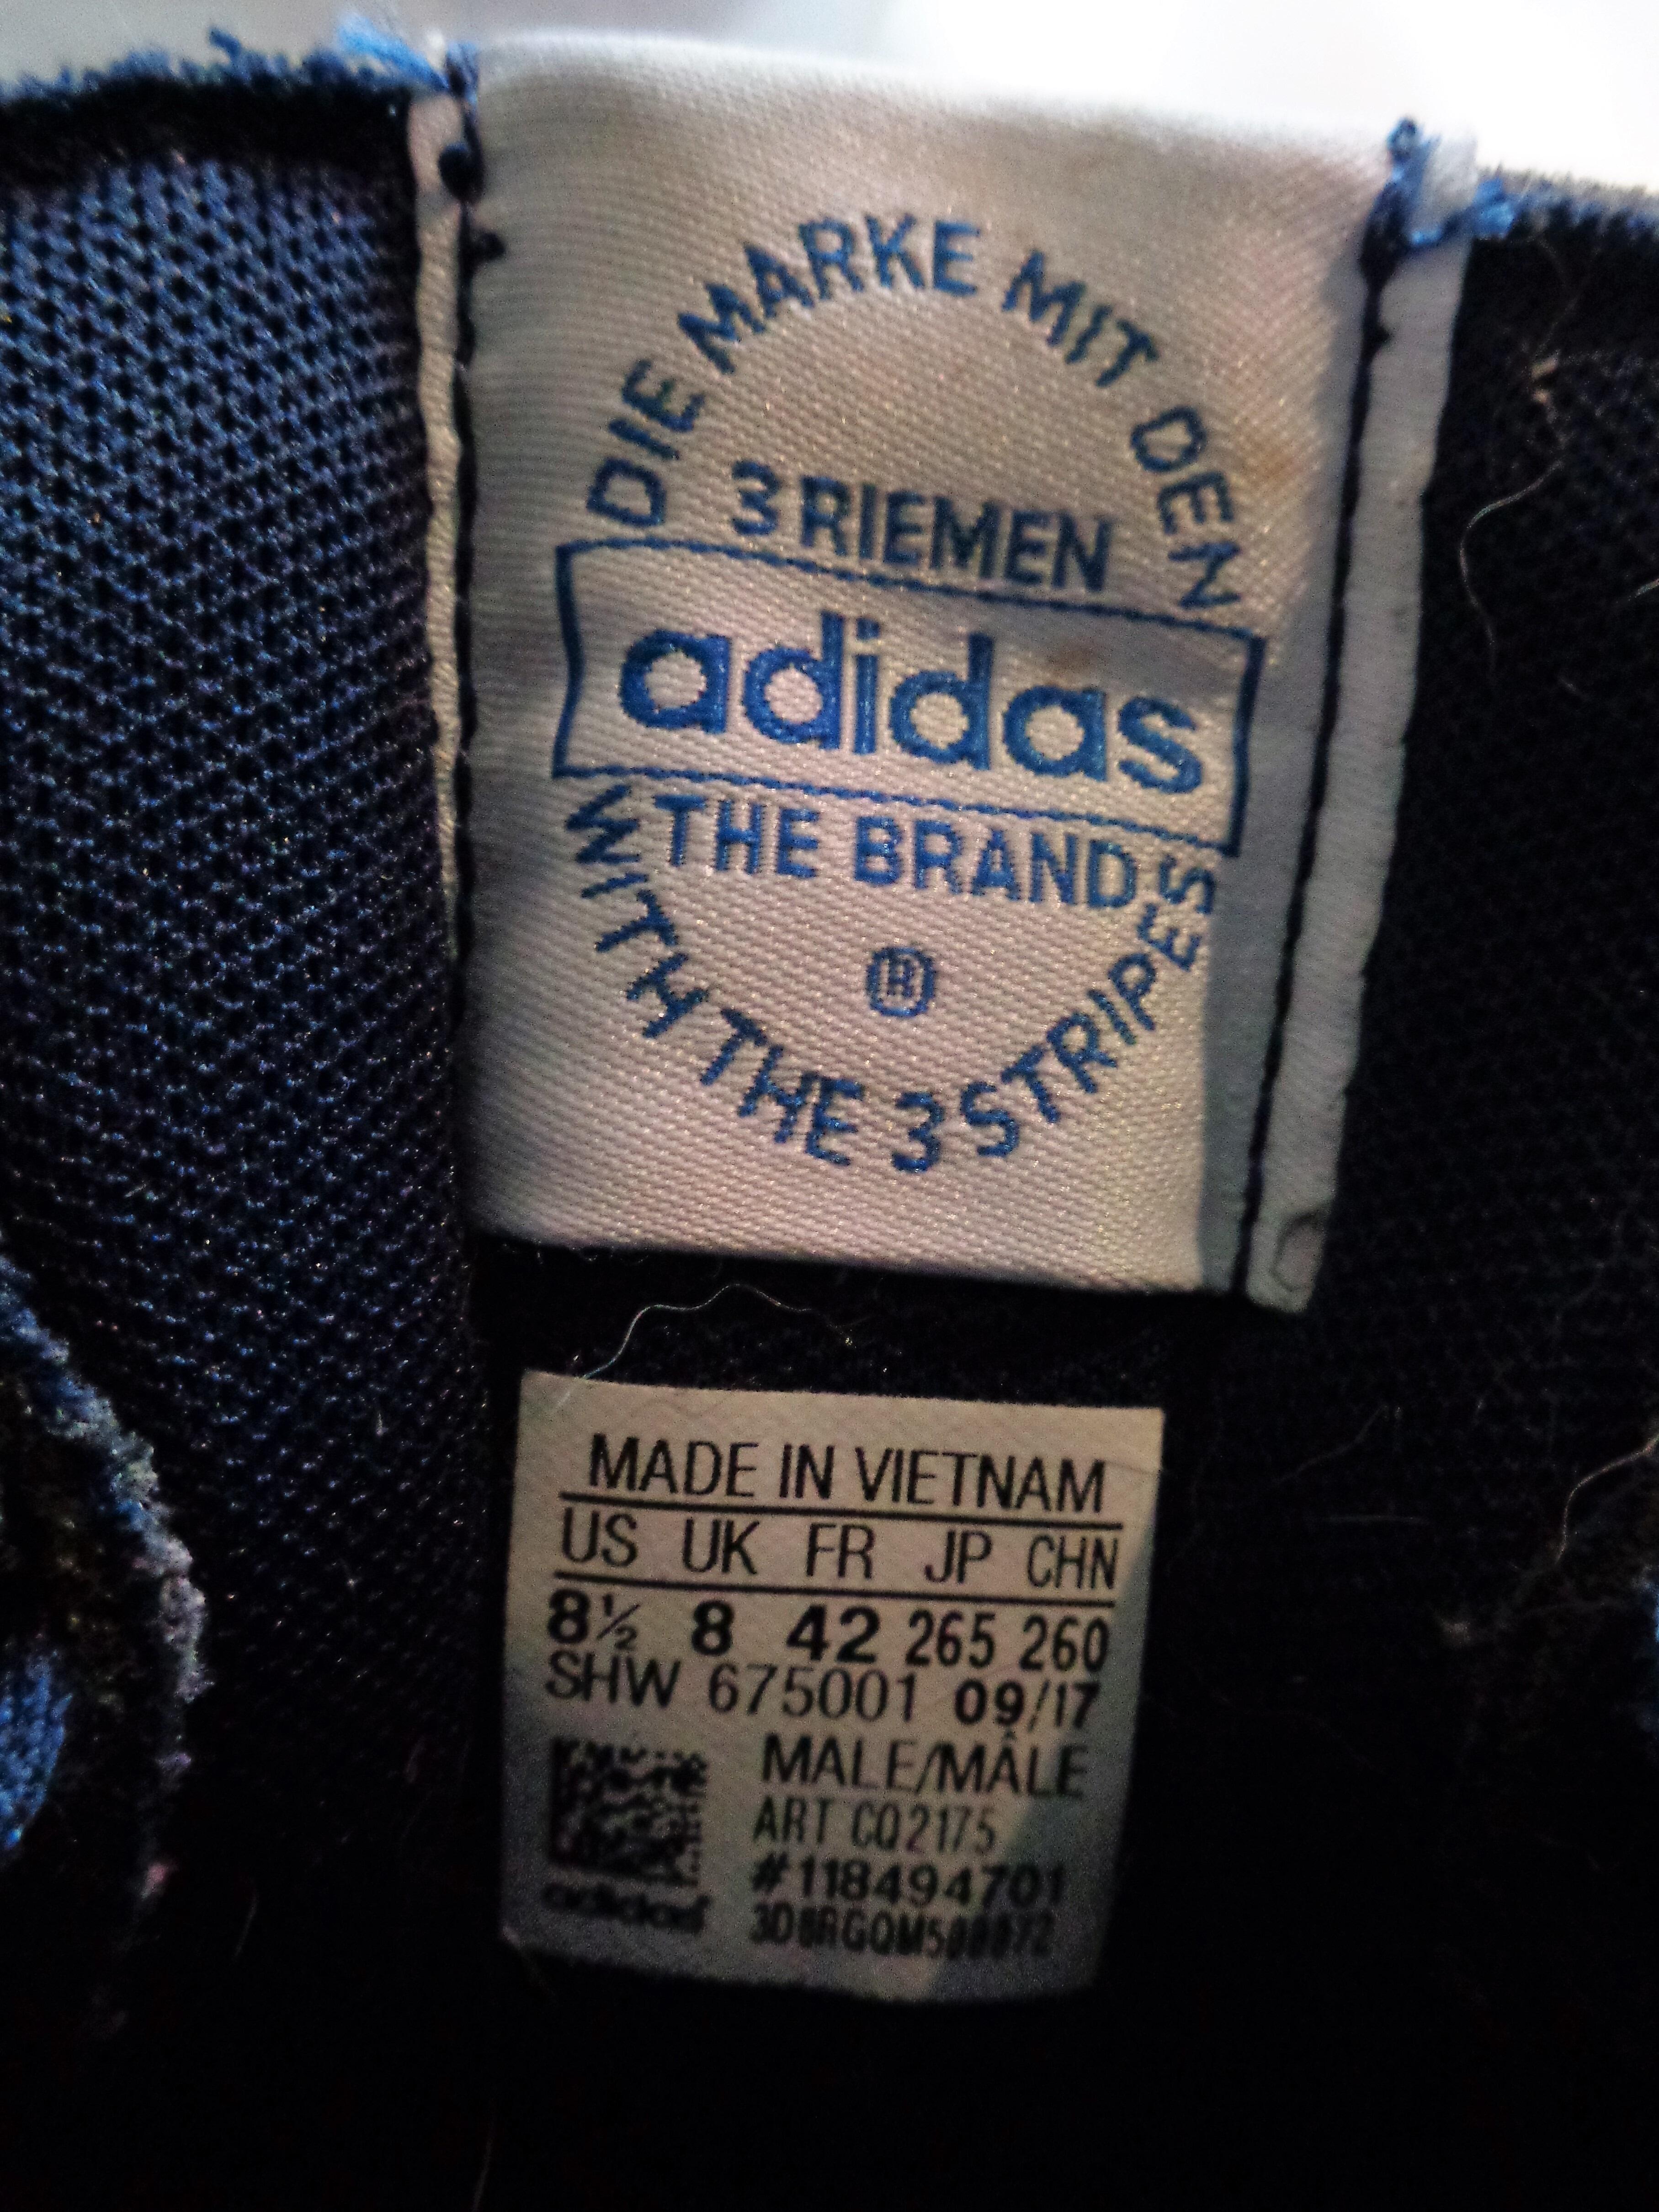 DIE MARKE MIT DEN
3 RIEMEN
adidas
THE BRAND
WITH THE 3 STRIPES
®
MADE IN VIETNAM
US UK FR JP CHN
8½ 8 42 265 260
SHW 675001 09/17
MALE/MÂLE
ART CQ2175
#118494701
adidas